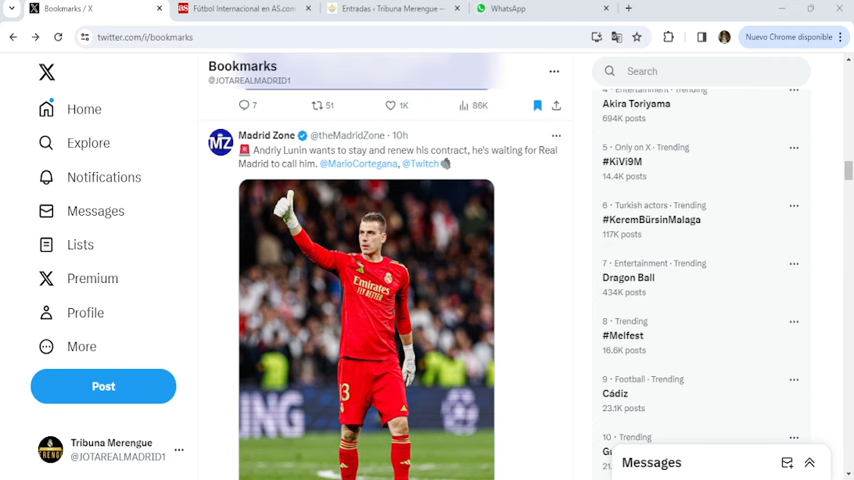 Bookmarks / X
Fútbol Internacional en AS.com
Entradas ‹ Tribuna Merengue —
WhatsApp
twitter.com/i/bookmarks
Nuevo Chrome disponible
Home
Explore
Notifications
Messages
Lists
Premium
Profile
More
Post
Tribuna Merengue
@JOTAREALMADRID1
Bookmarks
@JOTAREALMADRID1
7
51
1K
86K
Madrid Zone @theMadridZone · 10h
Andriy Lunin wants to stay and renew his contract, he's waiting for Real
Madrid to call him. @MarioCortegana, @Twitch
Emirates
FLY BETTER
Search
4 · Entertainment · Trending
Akira Toriyama
694K posts
5 · Only on X · Trending
#KiVi9M
14.4K posts
6 · Turkish actors · Trending
#KeremBürsinMalaga
117K posts
7 · Entertainment · Trending
Dragon Ball
434K posts
8 · Trending
#Melfest
16.6K posts
9 · Football · Trending
Cádiz
23.1K posts
10 · Trending
Messages